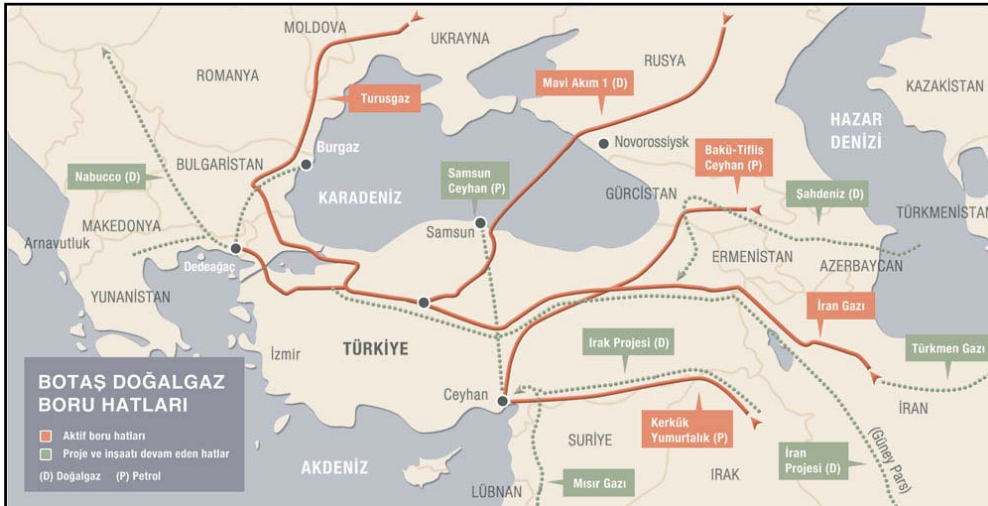 MOLDOVA
UKRAYNA
RUSYA
ROMANYA
KAZAKİSTAN
Mavi Akım 1 (D)
Turusgaz
HAZAR
DENİZİ
Novorossiysk
Burgaz
Bakü-Tiflis
Ceyhan (P)
BULGARİSTAN
Nabucco (D)
Samsun
Ceyhan (P)
KARADENİZ
GÜRCİSTAN
Şahdeniz (D)
TÜRKMENİSTAN
MAKEDONYA
Samsun
Arnavutluk
ERMENİSTAN
AZERBAYCAN
Dedeağaç
YUNANİSTAN
İran Gazı
Türkmen Gazı
İzmir
TÜRKİYE
Irak Projesi (D)
BOTAŞ DOĞALGAZ
BORU HATLARI
Aktif boru hatları
Proje ve inşaatı devam eden hatlar
(D) Doğalgaz (P) Petrol
Ceyhan
İRAN
Kerkük
Yumurtalık (P)
SURİYE
(Güney Pars)
İran
Projesi (D)
AKDENİZ
IRAK
Mısır Gazı
LÜBNAN